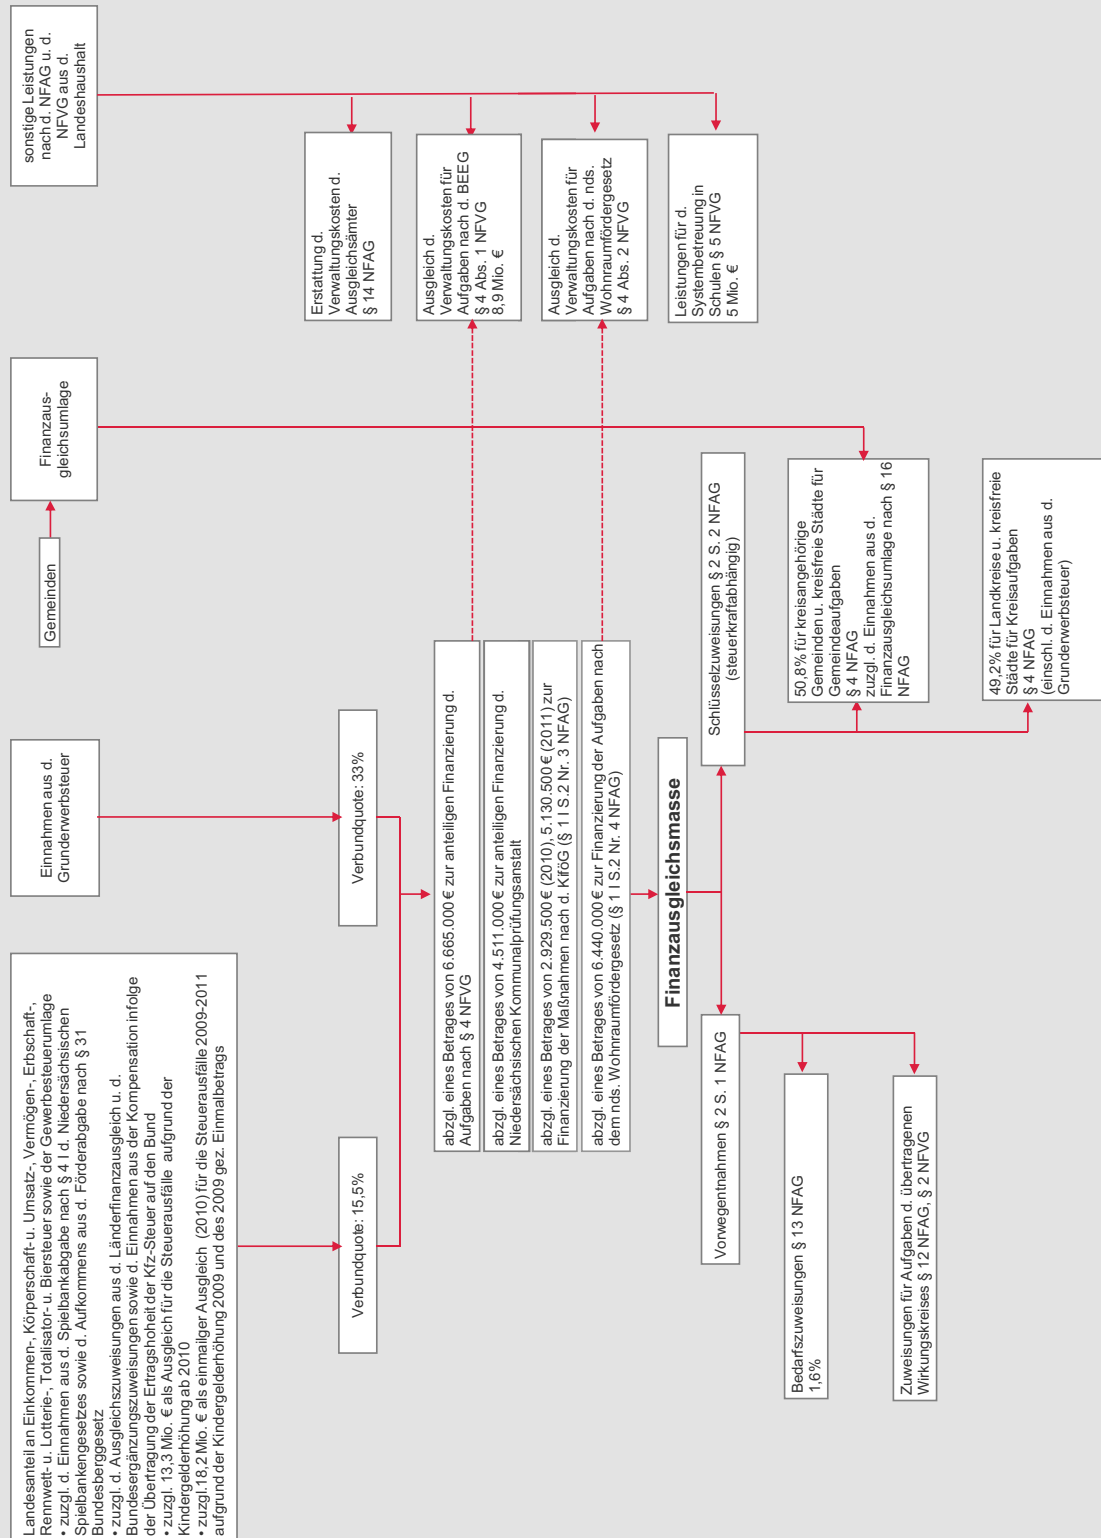 Landesanteil an Einkommen-, Körperschaft- u. Umsatz-, Vermögen-, Erbschaft-,
Rennwett- u. Lotterie-, Totalisator- u. Biersteuer sowie der Gewerbesteuerumlage
• zuzgl. d. Einnahmen aus d. Spielbankabgabe nach § 4 I d. Niedersächsischen
Spielbankengesetzes sowie d. Aufkommens aus d. Förderabgabe nach § 31
Bundesberggesetz
• zuzgl. d. Ausgleichszuweisungen aus d. Länderfinanzausgleich u. d.
Bundesergänzungszuweisungen sowie d. Einnahmen aus der Kompensation infolge
der Übertragung der Ertragshoheit der Kfz-Steuer auf den Bund
• zuzgl. 13,3 Mio. € als Ausgleich für die Steuerausfälle aufgrund der
Kindergelderhöhung ab 2010
• zuzgl.18,2 Mio. € als einmailger Ausgleich (2010) für die Steuerausfälle 2009-2011
aufgrund der Kindergelderhöhung 2009 und des 2009 gez. Einmalbetrags
Einnahmen aus d.
Grunderwerbsteuer
Gemeinden
Finanzaus-
gleichsumlage
sonstige Leistungen
nach d. NFAG u. d.
NFVG aus d.
Landeshaushalt
Verbundquote: 15,5%
Verbundquote: 33%
abzgl. eines Betrages von 6.665.000 € zur anteiligen Finanzierung d.
Aufgaben nach § 4 NFVG
abzgl. eines Betrages von 4.511.000 € zur anteiligen Finanzierung d.
Niedersächsischen Kommunalprüfungsanstalt
abzgl. eines Betrages von 2.929.500 € (2010), 5.130.500 € (2011) zur
Finanzierung der Maßnahmen nach d. KiföG (§ 1 I S.2 Nr. 3 NFAG)
abzgl. eines Betrages von 6.440.000 € zur Finanzierung der Aufgaben nach
dem nds. Wohnraumfördergesetz (§ 1 I S.2 Nr. 4 NFAG)
Erstattung d.
Verwaltungskosten d.
Ausgleichsämter
§ 14 NFAG
Ausgleich d.
Verwaltungskosten für
Aufgaben nach d. BEEG
§ 4 Abs. 1 NFVG
8,9 Mio. €
Ausgleich d.
Verwaltungskosten für
Aufgaben nach d. nds.
Wohnraumfördergesetz
§ 4 Abs. 2 NFVG
Leistungen für d.
Systembetreuung in
Schulen § 5 NFVG
5 Mio. €
Finanzausgleichsmasse
Vorwegentnahmen § 2 S. 1 NFAG
Schlüsselzuweisungen § 2 S. 2 NFAG
(steuerkraftabhängig)
Bedarfszuweisungen § 13 NFAG
1,6%
Zuweisungen für Aufgaben d. übertragenen
Wirkungskreises § 12 NFAG, § 2 NFVG
50,8% für kreisangehörige
Gemeinden u. kreisfreie Städte für
Gemeindeaufgaben
§ 4 NFAG
zuzgl. d. Einnahmen aus d.
Finanzausgleichsumlage nach § 16
NFAG
49,2% für Landkreise u. kreisfreie
Städte für Kreisaufgaben
§ 4 NFAG
(einschl. d. Einnahmen aus d.
Grunderwerbsteuer)